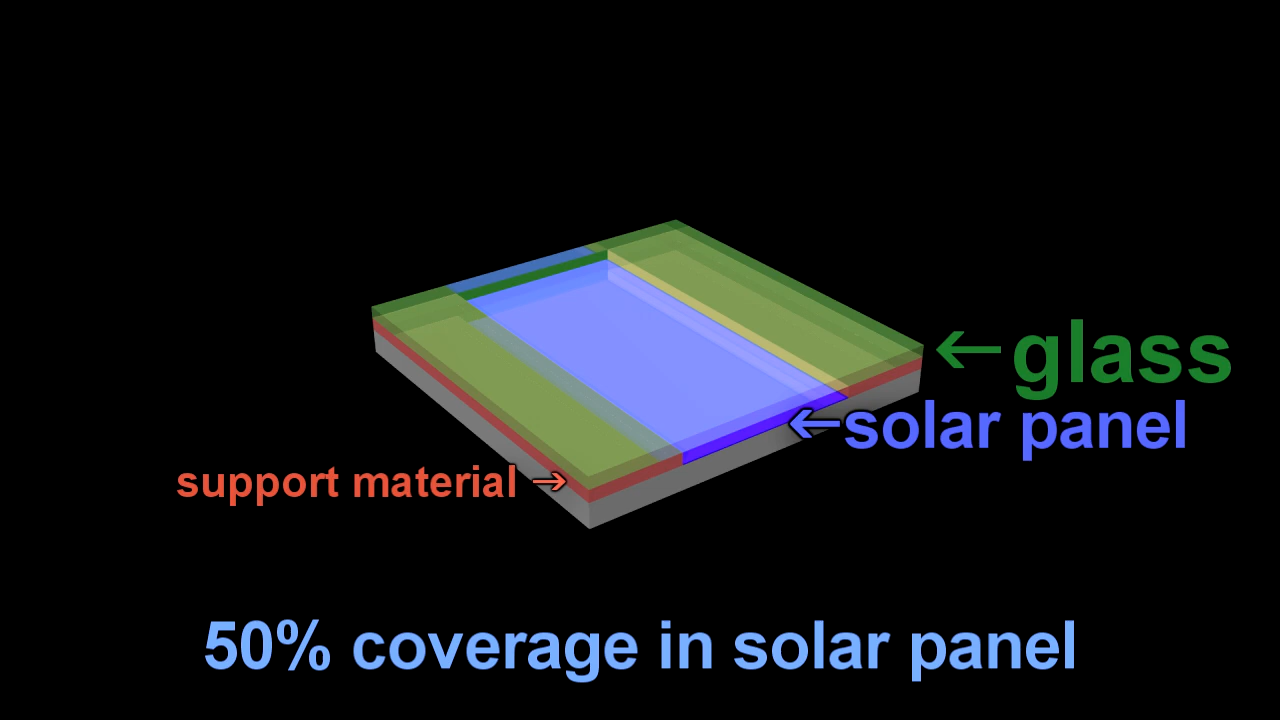 ←glass
←solar panel
support material →
50% coverage in solar panel